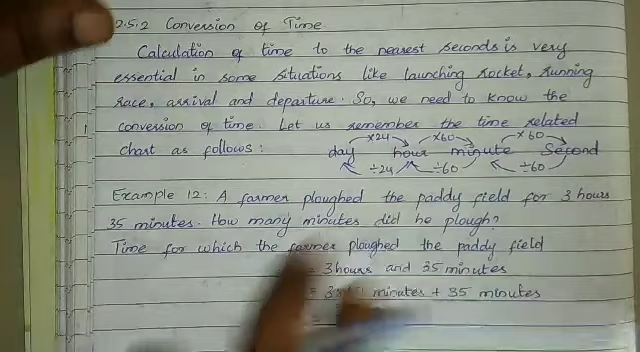 2.5.2 Conversion of Time
Calculation of time to the nearest seconds is very
essential in some situations like launching rocket, running
race, arrival and departure. So, we need to know the
conversion of time. Let us remember the time related
chart as follows:
×24 ×60 ×60
day hour minute Second
÷24 ÷60 ÷60
Example 12: A farmer ploughed the paddy field for 3 hours
35 minutes. How many minutes did he plough?
Time for which the farmer ploughed the paddy field
= 3 hours and 35 minutes
= 3 minutes + 35 minutes
=